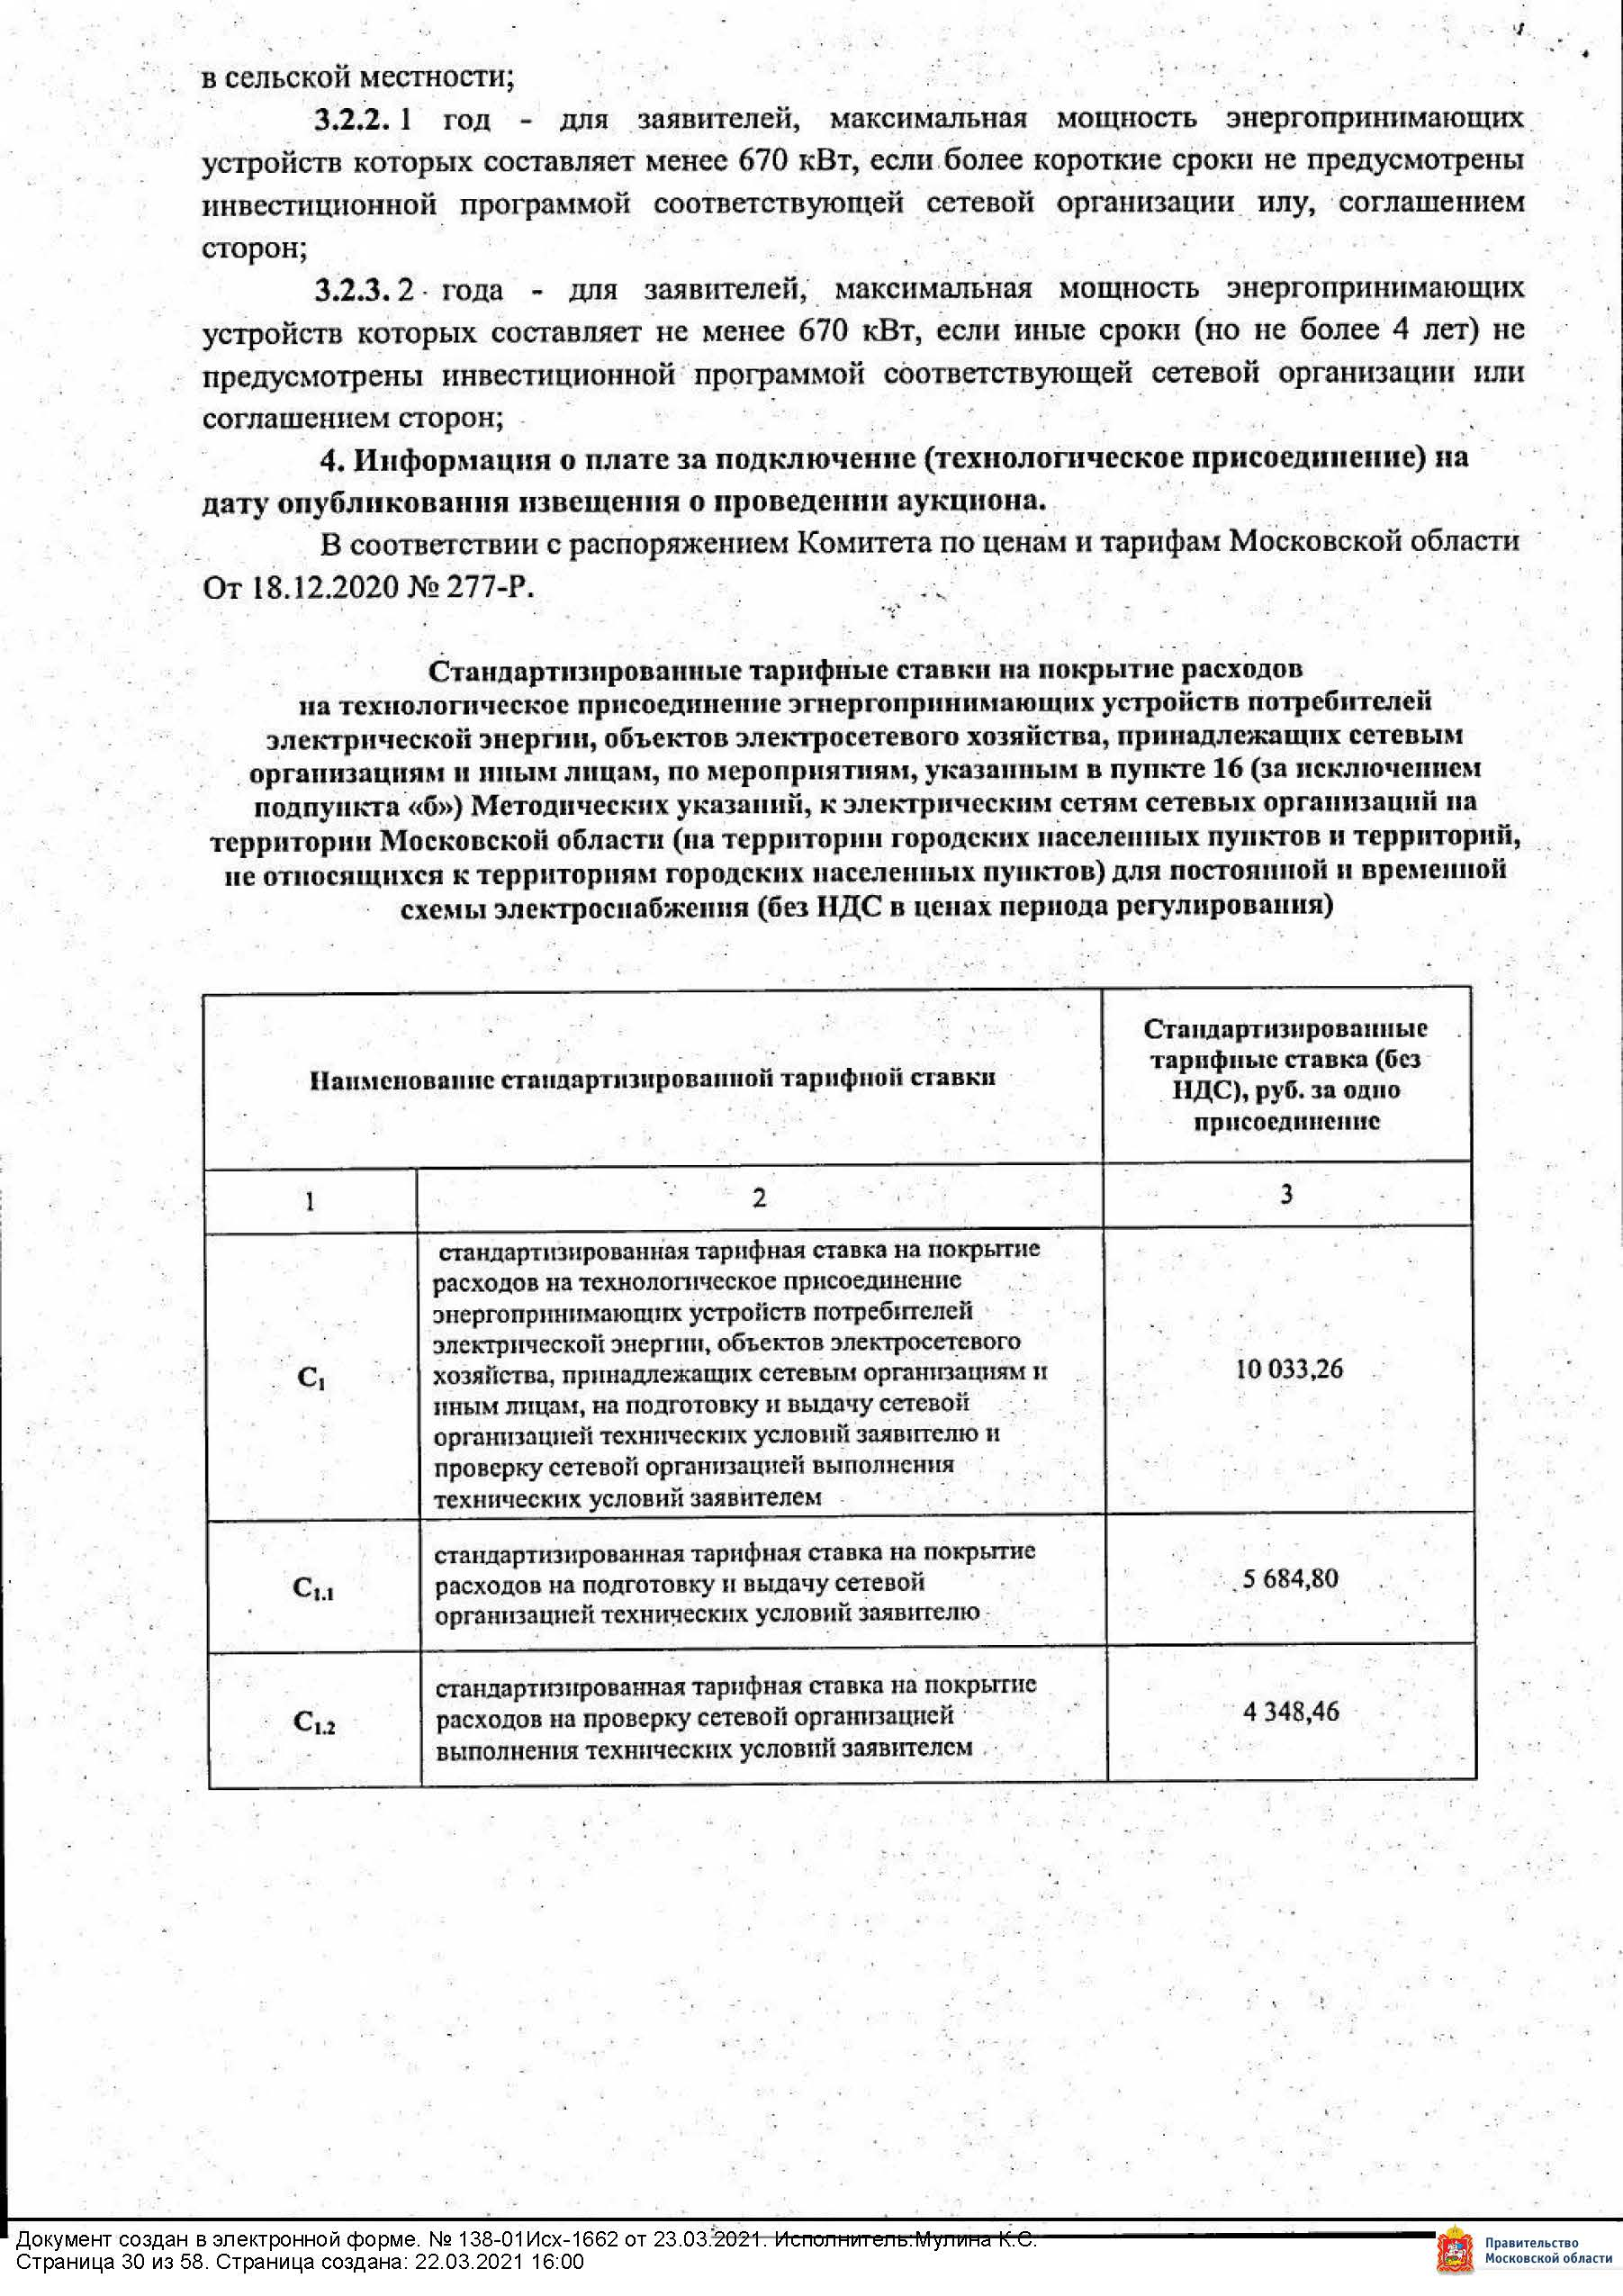 в сельской местности;
3.2.2. 1 год - для заявителей, максимальная мощность энергопринимающих
устройств которых составляет менее 670 кВт, если более короткие сроки не предусмотрены
инвестиционной программой соответствующей сетевой организации илу, соглашением
сторон;
3.2.3. 2 года - для заявителей, максимальная мощность энергопринимающих
устройств которых составляет не менее 670 кВт, если иные сроки (но не более 4 лет) не
предусмотрены инвестиционной программой соответствующей сетевой организации или
соглашением сторон;
4. Информация о плате за подключение (технологическое присоединение) на
дату опубликования извещения о проведении аукциона.
В соответствии с распоряжением Комитета по ценам и тарифам Московской области
От 18.12.2020 № 277-Р.
Стандартизированные тарифные ставки на покрытие расходов
на технологическое присоединение эгнергопринимающих устройств потребителей
электрической энергии, объектов электросетевого хозяйства, принадлежащих сетевым
организациям и иным лицам, по мероприятиям, указанным в пункте 16 (за исключением
подпункта «б») Методических указаний, к электрическим сетям сетевых организаций на
территории Московской области (на территории городских населенных пунктов и территорий,
не относящихся к территориям городских населенных пунктов) для постоянной и временной
схемы электроснабжения (без НДС в ценах периода регулирования)
Наименование стандартизированной тарифной ставки
Стандартизированные
тарифные ставка (без
НДС), руб. за одно
присоединение
1
2
3
С1
стандартизированная тарифная ставка на покрытие
расходов на технологическое присоединение
энергопринимающих устройств потребителей
электрической энергии, объектов электросетевого
хозяйства, принадлежащих сетевым организациям и
иным лицам, на подготовку и выдачу сетевой
организацией технических условий заявителю и
проверку сетевой организацией выполнения
технических условий заявителем
10 033,26
С1.1
стандартизированная тарифная ставка на покрытие
расходов на подготовку и выдачу сетевой
организацией технических условий заявителю
5 684,80
С1.2
стандартизированная тарифная ставка на покрытие
расходов на проверку сетевой организацией
выполнения технических условий заявителем
4 348,46
Документ создан в электронной форме. № 138-01Исх-1662 от 23.03.2021. Исполнитель:Мулина К.С.
Страница 30 из 58. Страница создана: 22.03.2021 16:00
Правительство
Московской области